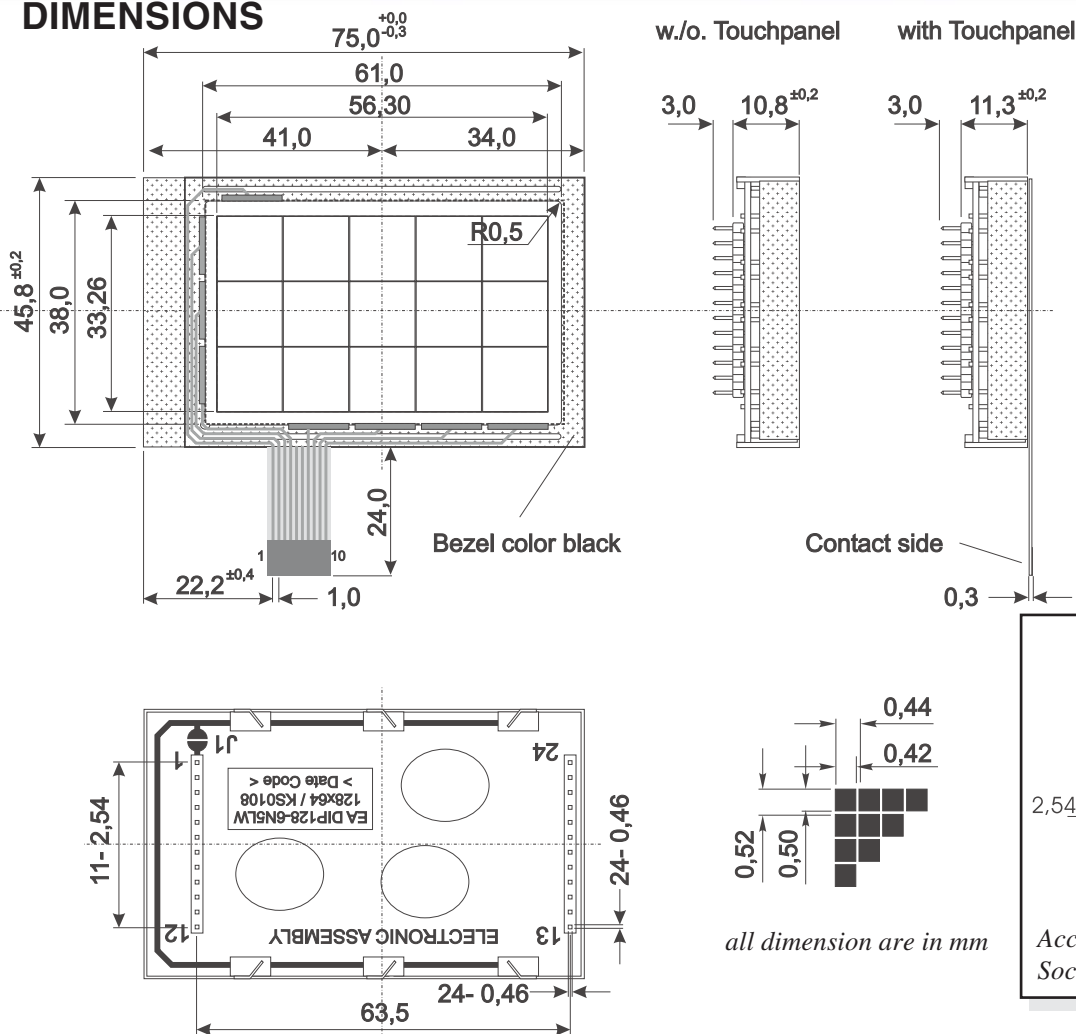 DIMENSIONS
75,0 +0,0 -0,3
61,0
56,30
41,0 34,0
w./o. Touchpanel with Touchpanel
3,0 10,8 ±0,2 3,0 11,3 ±0,2
R0,5
45,8 ±0,2
38,0
33,26
24,0
Bezel color black
Contact side
1 10
22,2 ±0,4
1,0
0,3
J1
1 24
EA DIP128-6N5LW
128x64 / KS0108
> Date Code <
11- 2,54
12 13
ELECTRONIC ASSEMBLY
24- 0,46
24- 0,46
63,5
0,44
0,42
0,52
0,50
all dimension are in mm
2,54
Acc
Soc